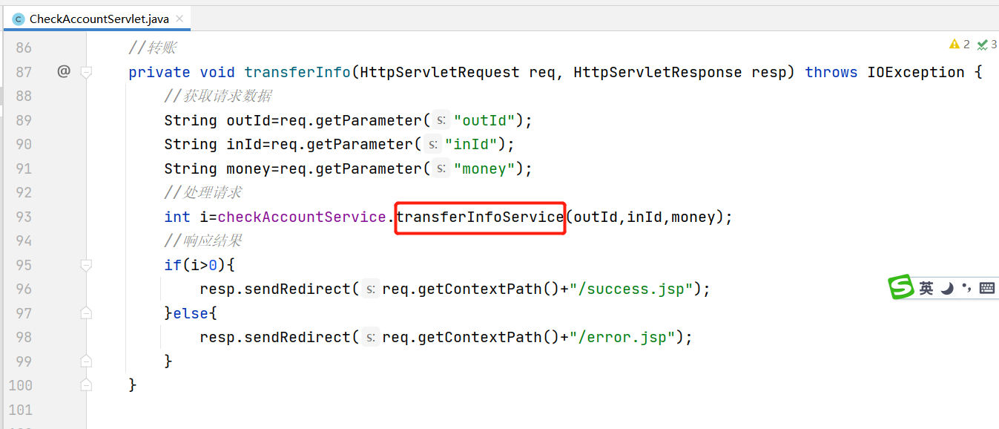 CheckAccountServlet.java
2 3
86 //转账
87 @ private void transferInfo(HttpServletRequest req, HttpServletResponse resp) throws IOException {
88 //获取请求数据
89 String outId=req.getParameter( s: "outId");
90 String inId=req.getParameter( s: "inId");
91 String money=req.getParameter( s: "money");
92 //处理请求
93 int i=checkAccountService.transferInfoService(outId,inId,money);
94 //响应结果
95 if(i>0){
96 resp.sendRedirect( s: req.getContextPath()+"/success.jsp");
97 }else{
98 resp.sendRedirect( s: req.getContextPath()+"/error.jsp");
99 }
100 }
101
英